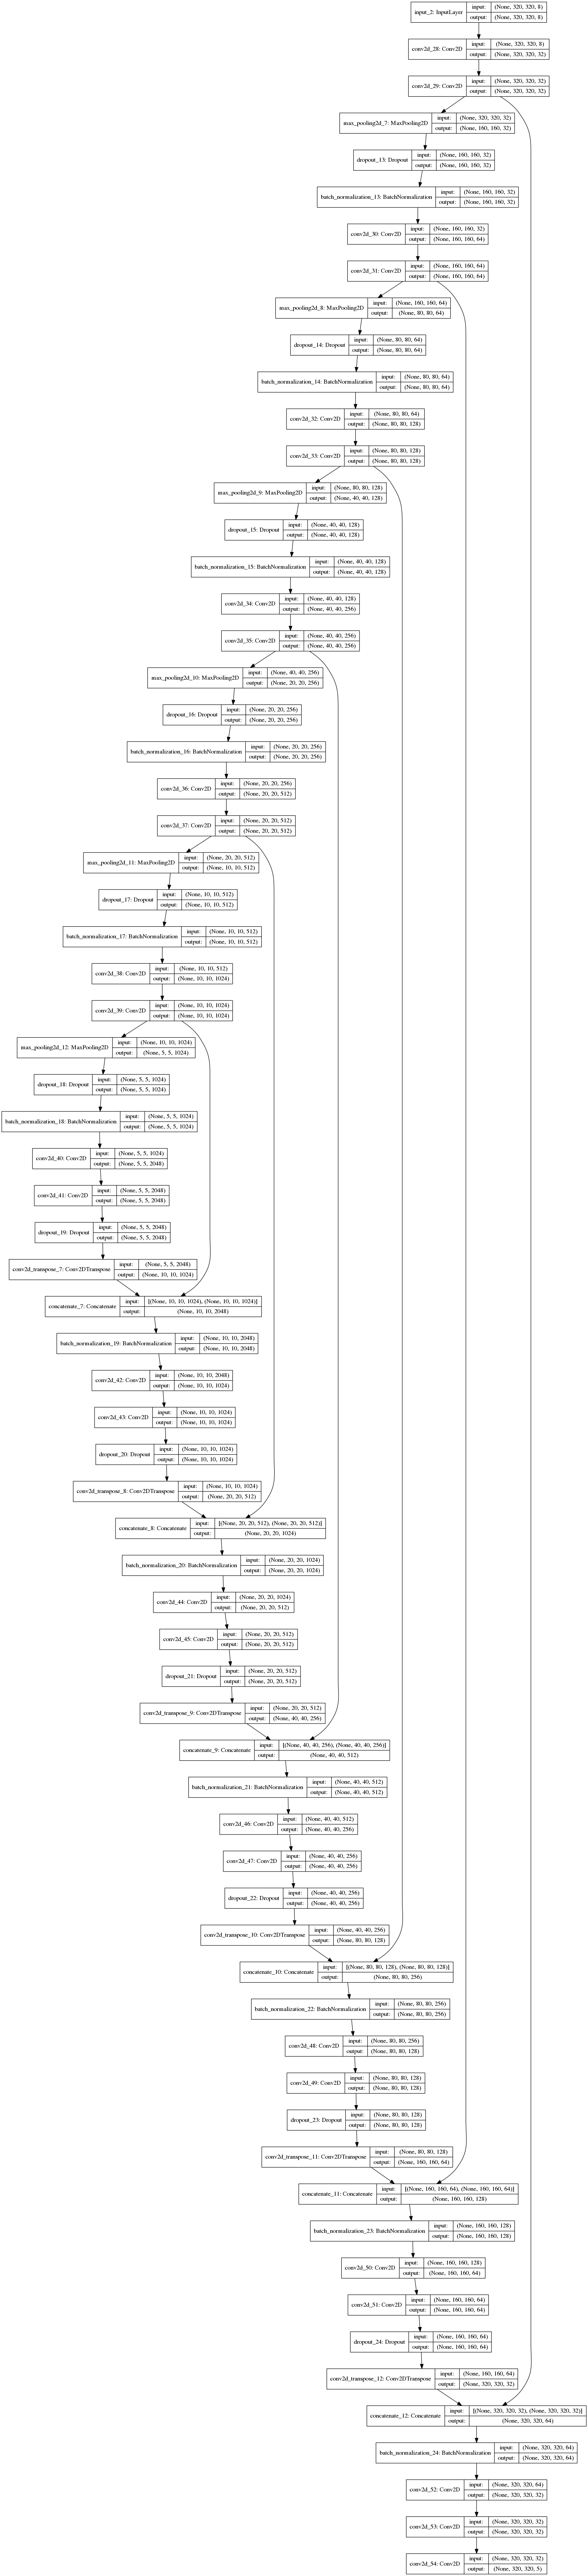 input_2: InputLayer
input: (None, 320, 320, 8)
output: (None, 320, 320, 8)
conv2d_28: Conv2D
input: (None, 320, 320, 8)
output: (None, 320, 320, 32)
conv2d_29: Conv2D
input: (None, 320, 320, 32)
output: (None, 320, 320, 32)
max_pooling2d_7: MaxPooling2D
input: (None, 320, 320, 32)
output: (None, 160, 160, 32)
dropout_13: Dropout
input: (None, 160, 160, 32)
output: (None, 160, 160, 32)
batch_normalization_13: BatchNormalization
input: (None, 160, 160, 32)
output: (None, 160, 160, 32)
conv2d_30: Conv2D
input: (None, 160, 160, 32)
output: (None, 160, 160, 64)
conv2d_31: Conv2D
input: (None, 160, 160, 64)
output: (None, 160, 160, 64)
max_pooling2d_8: MaxPooling2D
input: (None, 160, 160, 64)
output: (None, 80, 80, 64)
dropout_14: Dropout
input: (None, 80, 80, 64)
output: (None, 80, 80, 64)
batch_normalization_14: BatchNormalization
input: (None, 80, 80, 64)
output: (None, 80, 80, 64)
conv2d_32: Conv2D
input: (None, 80, 80, 64)
output: (None, 80, 80, 128)
conv2d_33: Conv2D
input: (None, 80, 80, 128)
output: (None, 80, 80, 128)
max_pooling2d_9: MaxPooling2D
input: (None, 80, 80, 128)
output: (None, 40, 40, 128)
dropout_15: Dropout
input: (None, 40, 40, 128)
output: (None, 40, 40, 128)
batch_normalization_15: BatchNormalization
input: (None, 40, 40, 128)
output: (None, 40, 40, 128)
conv2d_34: Conv2D
input: (None, 40, 40, 128)
output: (None, 40, 40, 256)
conv2d_35: Conv2D
input: (None, 40, 40, 256)
output: (None, 40, 40, 256)
max_pooling2d_10: MaxPooling2D
input: (None, 40, 40, 256)
output: (None, 20, 20, 256)
dropout_16: Dropout
input: (None, 20, 20, 256)
output: (None, 20, 20, 256)
batch_normalization_16: BatchNormalization
input: (None, 20, 20, 256)
output: (None, 20, 20, 256)
conv2d_36: Conv2D
input: (None, 20, 20, 256)
output: (None, 20, 20, 512)
conv2d_37: Conv2D
input: (None, 20, 20, 512)
output: (None, 20, 20, 512)
max_pooling2d_11: MaxPooling2D
input: (None, 20, 20, 512)
output: (None, 10, 10, 512)
dropout_17: Dropout
input: (None, 10, 10, 512)
output: (None, 10, 10, 512)
batch_normalization_17: BatchNormalization
input: (None, 10, 10, 512)
output: (None, 10, 10, 512)
conv2d_38: Conv2D
input: (None, 10, 10, 512)
output: (None, 10, 10, 1024)
conv2d_39: Conv2D
input: (None, 10, 10, 1024)
output: (None, 10, 10, 1024)
max_pooling2d_12: MaxPooling2D
input: (None, 10, 10, 1024)
output: (None, 5, 5, 1024)
dropout_18: Dropout
input: (None, 5, 5, 1024)
output: (None, 5, 5, 1024)
batch_normalization_18: BatchNormalization
input: (None, 5, 5, 1024)
output: (None, 5, 5, 1024)
conv2d_40: Conv2D
input: (None, 5, 5, 1024)
output: (None, 5, 5, 2048)
conv2d_41: Conv2D
input: (None, 5, 5, 2048)
output: (None, 5, 5, 2048)
dropout_19: Dropout
input: (None, 5, 5, 2048)
output: (None, 5, 5, 2048)
conv2d_transpose_7: Conv2DTranspose
input: (None, 5, 5, 2048)
output: (None, 10, 10, 1024)
concatenate_7: Concatenate
input: [(None, 10, 10, 1024), (None, 10, 10, 1024)]
output: (None, 10, 10, 2048)
batch_normalization_19: BatchNormalization
input: (None, 10, 10, 2048)
output: (None, 10, 10, 2048)
conv2d_42: Conv2D
input: (None, 10, 10, 2048)
output: (None, 10, 10, 1024)
conv2d_43: Conv2D
input: (None, 10, 10, 1024)
output: (None, 10, 10, 1024)
dropout_20: Dropout
input: (None, 10, 10, 1024)
output: (None, 10, 10, 1024)
conv2d_transpose_8: Conv2DTranspose
input: (None, 10, 10, 1024)
output: (None, 20, 20, 512)
concatenate_8: Concatenate
input: [(None, 20, 20, 512), (None, 20, 20, 512)]
output: (None, 20, 20, 1024)
batch_normalization_20: BatchNormalization
input: (None, 20, 20, 1024)
output: (None, 20, 20, 1024)
conv2d_44: Conv2D
input: (None, 20, 20, 1024)
output: (None, 20, 20, 512)
conv2d_45: Conv2D
input: (None, 20, 20, 512)
output: (None, 20, 20, 512)
dropout_21: Dropout
input: (None, 20, 20, 512)
output: (None, 20, 20, 512)
conv2d_transpose_9: Conv2DTranspose
input: (None, 20, 20, 512)
output: (None, 40, 40, 256)
concatenate_9: Concatenate
input: [(None, 40, 40, 256), (None, 40, 40, 256)]
output: (None, 40, 40, 512)
batch_normalization_21: BatchNormalization
input: (None, 40, 40, 512)
output: (None, 40, 40, 512)
conv2d_46: Conv2D
input: (None, 40, 40, 512)
output: (None, 40, 40, 256)
conv2d_47: Conv2D
input: (None, 40, 40, 256)
output: (None, 40, 40, 256)
dropout_22: Dropout
input: (None, 40, 40, 256)
output: (None, 40, 40, 256)
conv2d_transpose_10: Conv2DTranspose
input: (None, 40, 40, 256)
output: (None, 80, 80, 128)
concatenate_10: Concatenate
input: [(None, 80, 80, 128), (None, 80, 80, 128)]
output: (None, 80, 80, 256)
batch_normalization_22: BatchNormalization
input: (None, 80, 80, 256)
output: (None, 80, 80, 256)
conv2d_48: Conv2D
input: (None, 80, 80, 256)
output: (None, 80, 80, 128)
conv2d_49: Conv2D
input: (None, 80, 80, 128)
output: (None, 80, 80, 128)
dropout_23: Dropout
input: (None, 80, 80, 128)
output: (None, 80, 80, 128)
conv2d_transpose_11: Conv2DTranspose
input: (None, 80, 80, 128)
output: (None, 160, 160, 64)
concatenate_11: Concatenate
input: [(None, 160, 160, 64), (None, 160, 160, 64)]
output: (None, 160, 160, 128)
batch_normalization_23: BatchNormalization
input: (None, 160, 160, 128)
output: (None, 160, 160, 128)
conv2d_50: Conv2D
input: (None, 160, 160, 128)
output: (None, 160, 160, 64)
conv2d_51: Conv2D
input: (None, 160, 160, 64)
output: (None, 160, 160, 64)
dropout_24: Dropout
input: (None, 160, 160, 64)
output: (None, 160, 160, 64)
conv2d_transpose_12: Conv2DTranspose
input: (None, 160, 160, 64)
output: (None, 320, 320, 32)
concatenate_12: Concatenate
input: [(None, 320, 320, 32), (None, 320, 320, 32)]
output: (None, 320, 320, 64)
batch_normalization_24: BatchNormalization
input: (None, 320, 320, 64)
output: (None, 320, 320, 64)
conv2d_52: Conv2D
input: (None, 320, 320, 64)
output: (None, 320, 320, 32)
conv2d_53: Conv2D
input: (None, 320, 320, 32)
output: (None, 320, 320, 32)
conv2d_54: Conv2D
input: (None, 320, 320, 32)
output: (None, 320, 320, 5)